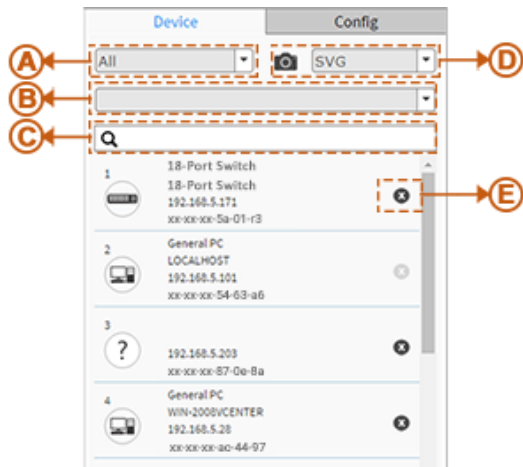 Device Config
A All SVG D
B
C
1 18-Port Switch
18-Port Switch
192.168.5.171 E
xx-xx-xx-5a-01-r3
2 General PC
LOCALHOST
192.168.5.101
xx-xx-xx-54-63-a6
3
?
192.168.5.203
xx-xx-xx-87-0e-8a
4 General PC
WIN-2008VCENTER
192.168.5.28
xx-xx-xx-ac-44-97